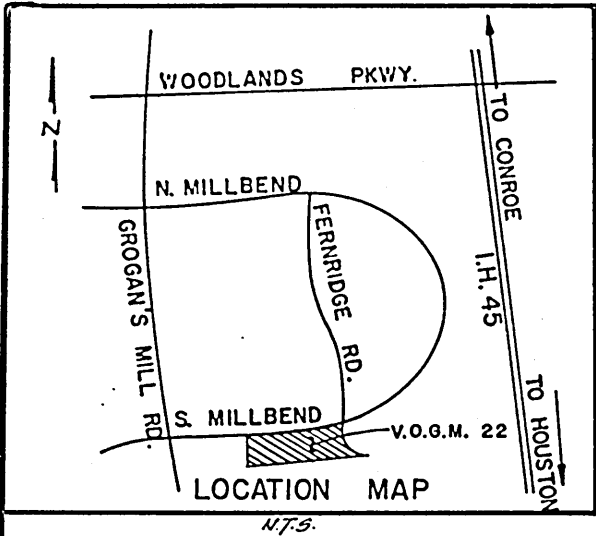 WOODLANDS PKWY.
N
TO CONROE
N. MILLBEND
FERNRIDGE RD.
GROGAN'S MILL RD.
I.H. 45
S. MILLBEND
V.O.G.M. 22
TO HOUSTON
LOCATION MAP
N.T.S.